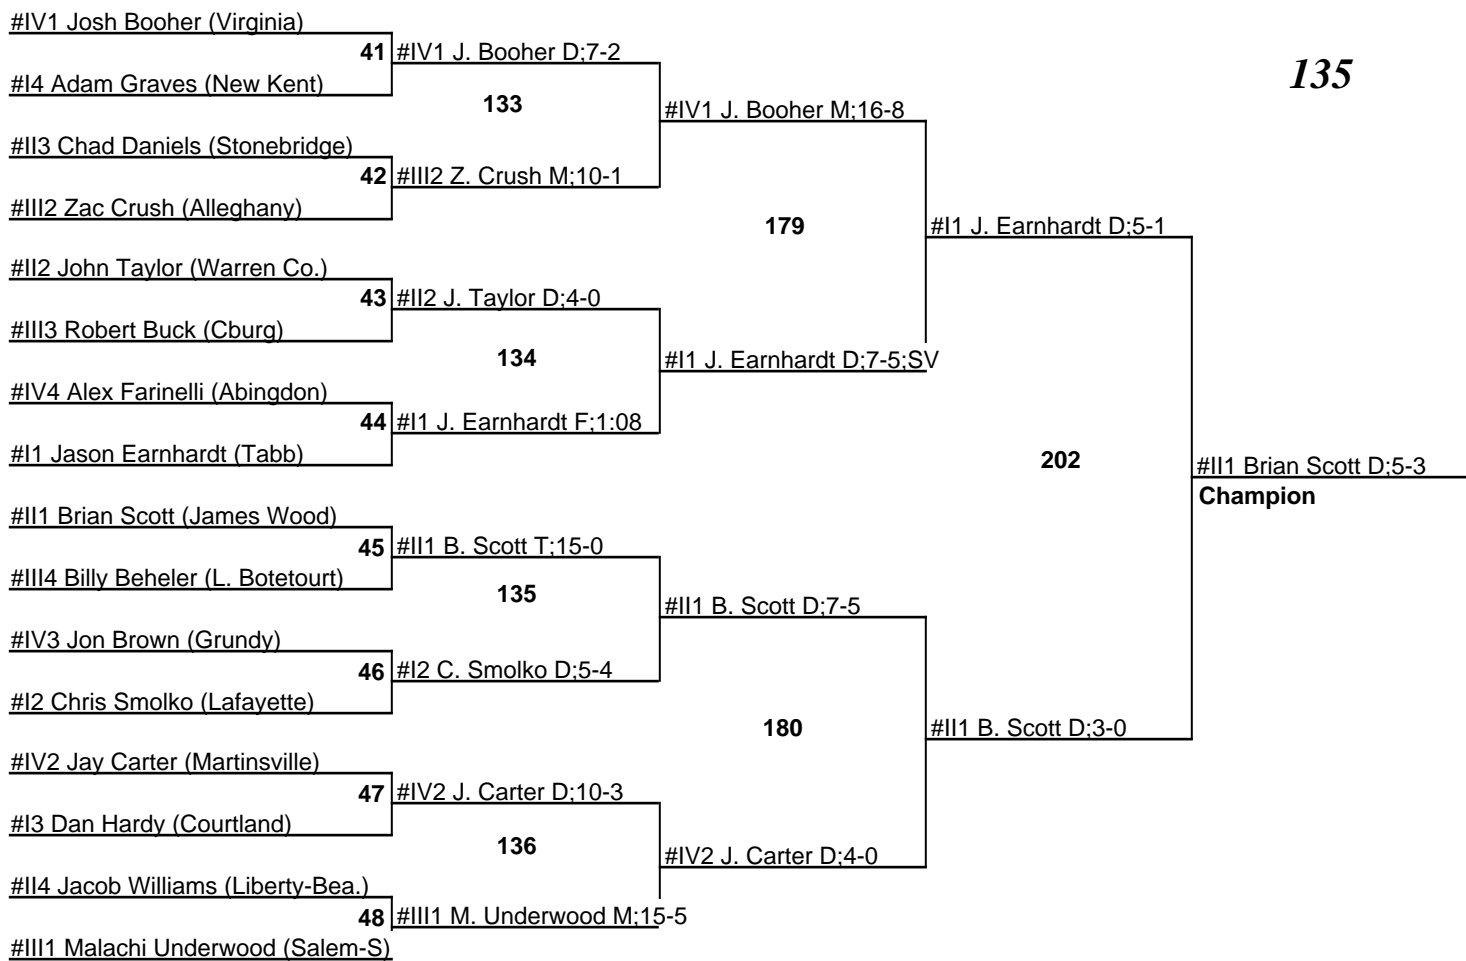 #IV1 Josh Booher (Virginia)
41 #IV1 J. Booher D;7-2
135
#I4 Adam Graves (New Kent)
133
#IV1 J. Booher M;16-8
#II3 Chad Daniels (Stonebridge)
42 #III2 Z. Crush M;10-1
#III2 Zac Crush (Alleghany)
179
#I1 J. Earnhardt D;5-1
#II2 John Taylor (Warren Co.)
43 #II2 J. Taylor D;4-0
#III3 Robert Buck (Cburg)
134
#I1 J. Earnhardt D;7-5;SV
#IV4 Alex Farinelli (Abingdon)
44 #I1 J. Earnhardt F;1:08
#I1 Jason Earnhardt (Tabb)
202
#II1 Brian Scott D;5-3
Champion
#II1 Brian Scott (James Wood)
45 #II1 B. Scott T;15-0
#III4 Billy Beheler (L. Botetourt)
135
#II1 B. Scott D;7-5
#IV3 Jon Brown (Grundy)
46 #I2 C. Smolko D;5-4
#I2 Chris Smolko (Lafayette)
180
#II1 B. Scott D;3-0
#IV2 Jay Carter (Martinsville)
47 #IV2 J. Carter D;10-3
#I3 Dan Hardy (Courtland)
136
#IV2 J. Carter D;4-0
#II4 Jacob Williams (Liberty-Bea.)
48 #III1 M. Underwood M;15-5
#III1 Malachi Underwood (Salem-S)